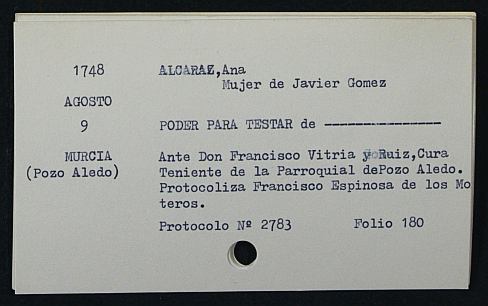 1748 ALCARAZ,Ana
Mujer de Javier Gomez
AGOSTO
9 PODER PARA TESTAR de ---------------
MURCIA Ante Don Francisco Vitria y Ruiz,Cura
(Pozo Aledo) Teniente de la Parroquial dePozo Aledo.
Protocoliza Francisco Espinosa de los Mo
teros.
Protocolo Nº 2783 Folio 180